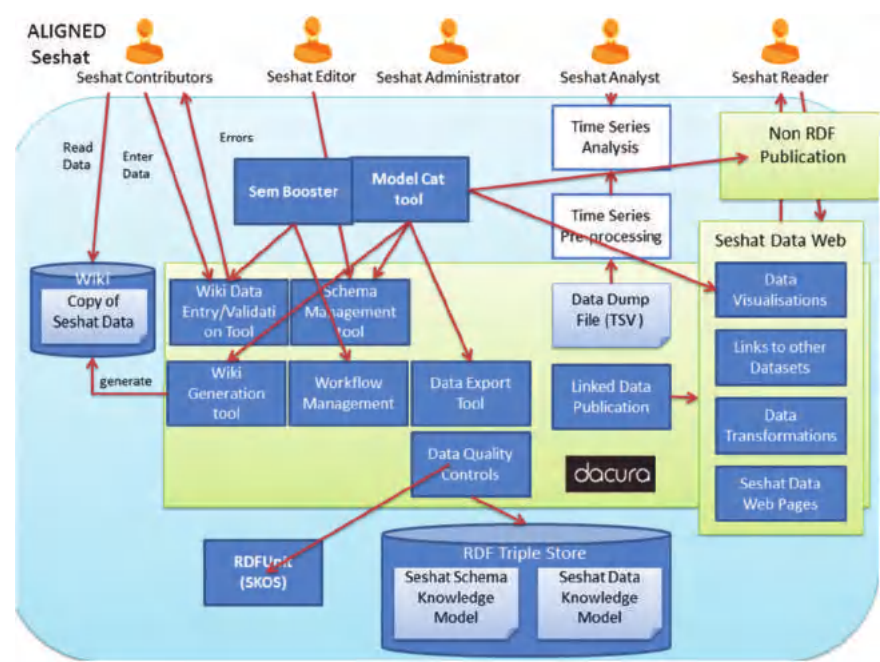 ALIGNED
Seshat
Seshat Contributors
Seshat Editor
Seshat Administrator
Seshat Analyst
Seshat Reader
Read
Data
Enter
Data
Errors
Sem Booster
Model Cat
tool
Time Series
Analysis
Non RDF
Publication
Time Series
Pre-processing
Seshat Data Web
Wiki
Copy of
Seshat Data
Wiki Data
Entry/Validati
on Tool
Schema
Management
tool
Data Dump
File (TSV)
Data
Visualisations
Links to other
Datasets
generate
Wiki
Generation
tool
Workflow
Management
Data Export
Tool
Linked Data
Publication
Data
Transformations
Data Quality
Controls
dacura
Seshat Data
Web Pages
RDFUnit
(SKOS)
RDF Triple Store
Seshat Schema
Knowledge
Model
Seshat Data
Knowledge
Model